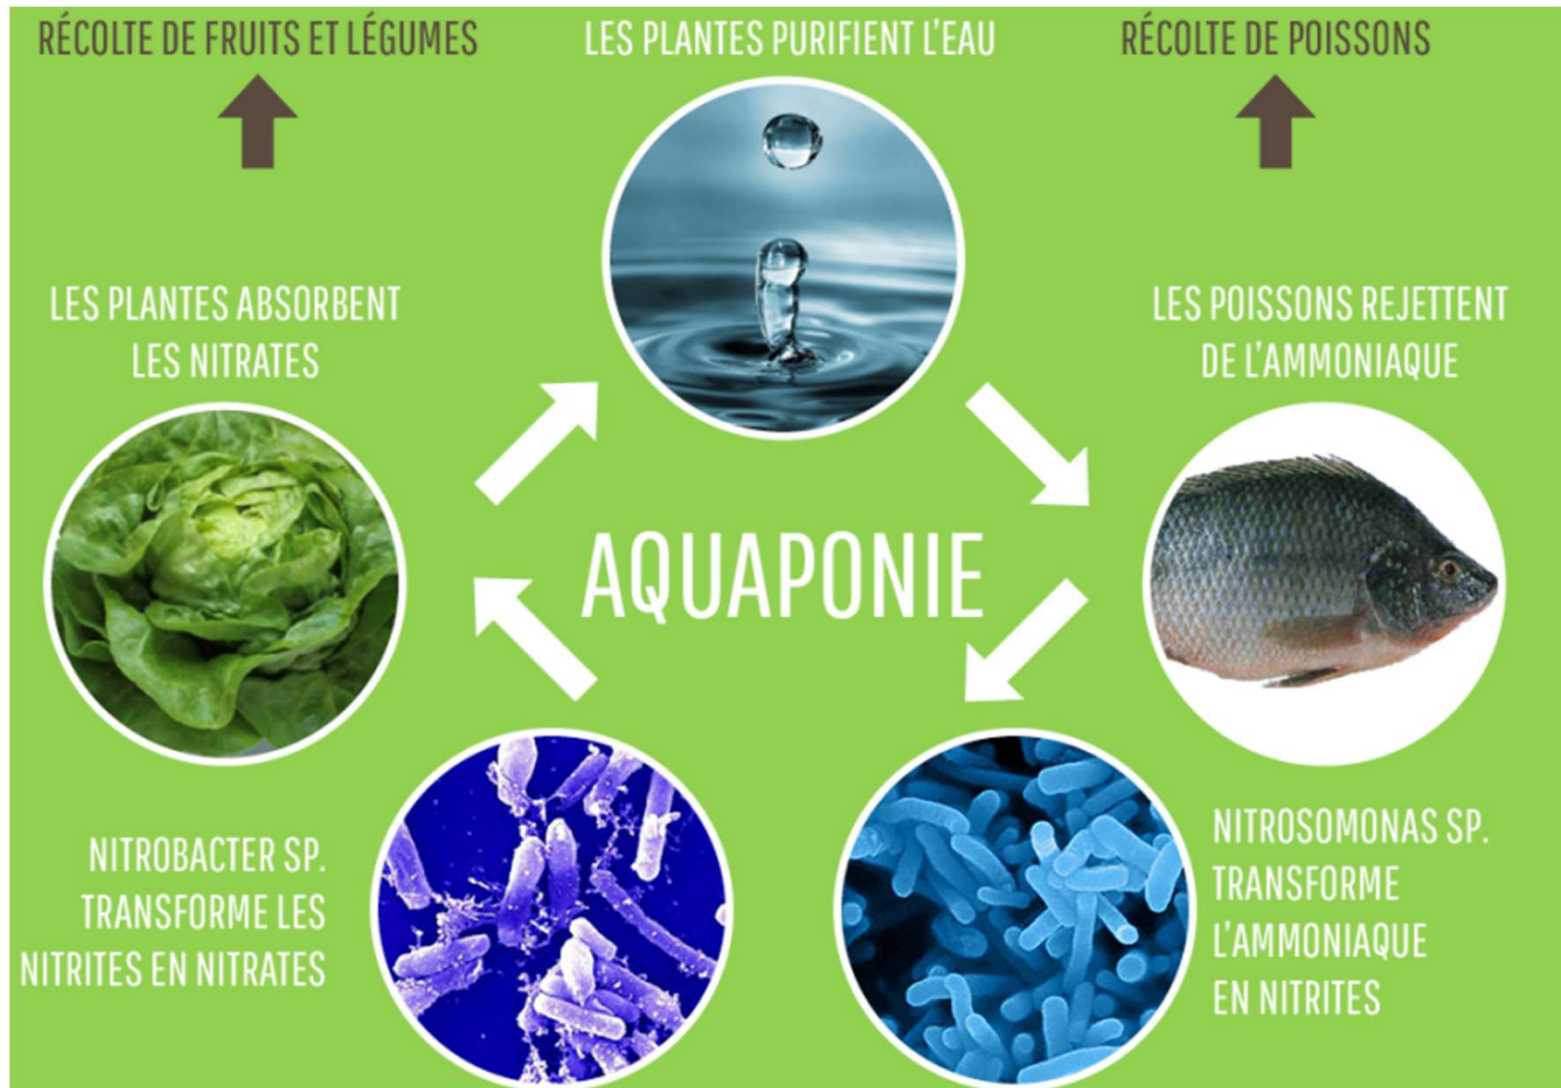 RÉCOLTE DE FRUITS ET LÉGUMES
LES PLANTES PURIFIENT L'EAU
RÉCOLTE DE POISSONS
LES PLANTES ABSORBENT
LES NITRATES
LES POISSONS REJETTENT
DE L'AMMONIAQUE
AQUAPONIE
NITROBACTER SP.
TRANSFORME LES
NITRITES EN NITRATES
NITROSOMONAS SP.
TRANSFORME
L'AMMONIAQUE
EN NITRITES